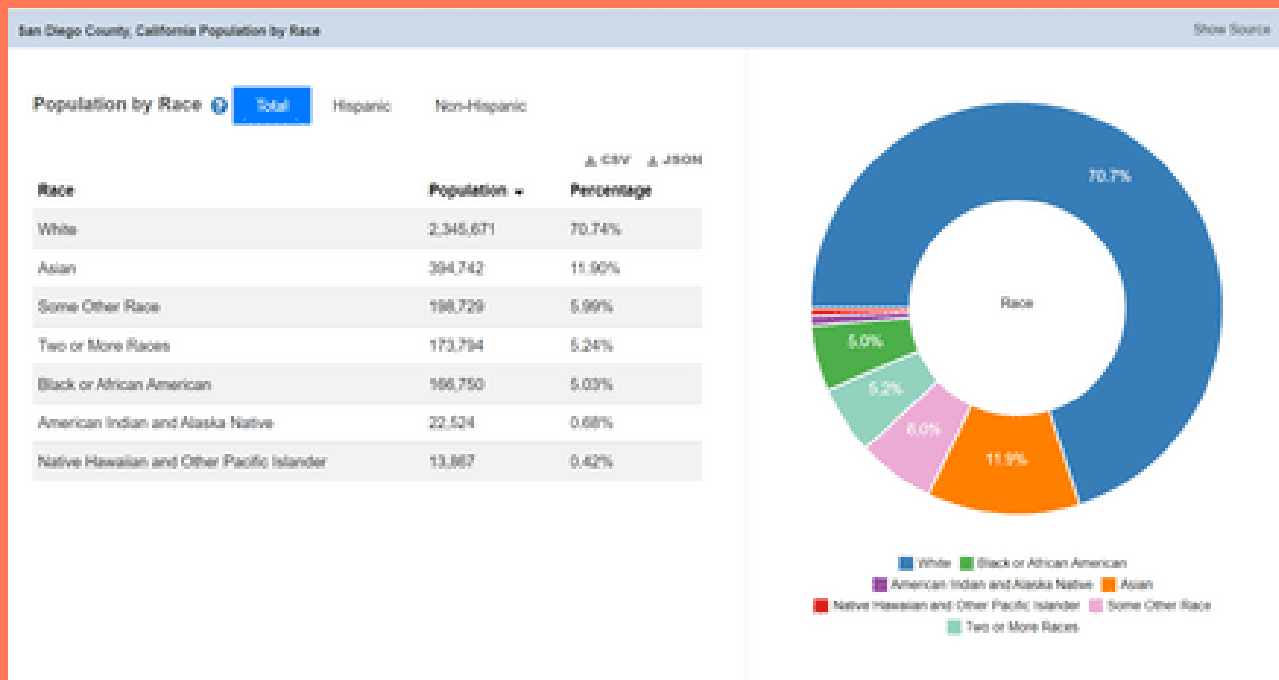 San Diego County, California Population by Race
Show Source
Population by Race ? Total Hispanic Non-Hispanic
CSV JSON
Race Population Percentage
White 2,345,671 70.74%
Asian 394,742 11.90%
Some Other Race 198,729 5.99%
Two or More Races 173,794 5.24%
Black or African American 166,750 5.03%
American Indian and Alaska Native 22,524 0.68%
Native Hawaiian and Other Pacific Islander 13,867 0.42%
70.7%
Race
5.0%
5.2%
6.0%
11.9%
White Black or African American
American Indian and Alaska Native Asian
Native Hawaiian and Other Pacific Islander Some Other Race
Two or More Races